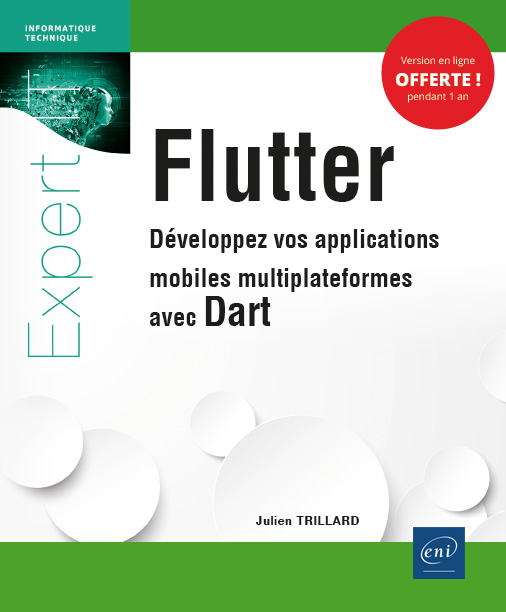 INFORMATIQUE
TECHNIQUE
Version en ligne
OFFERTE !
pendant 1 an
Expert IT
Flutter
Développez vos applications
mobiles multiplateformes
avec Dart
Julien TRILLARD
eni